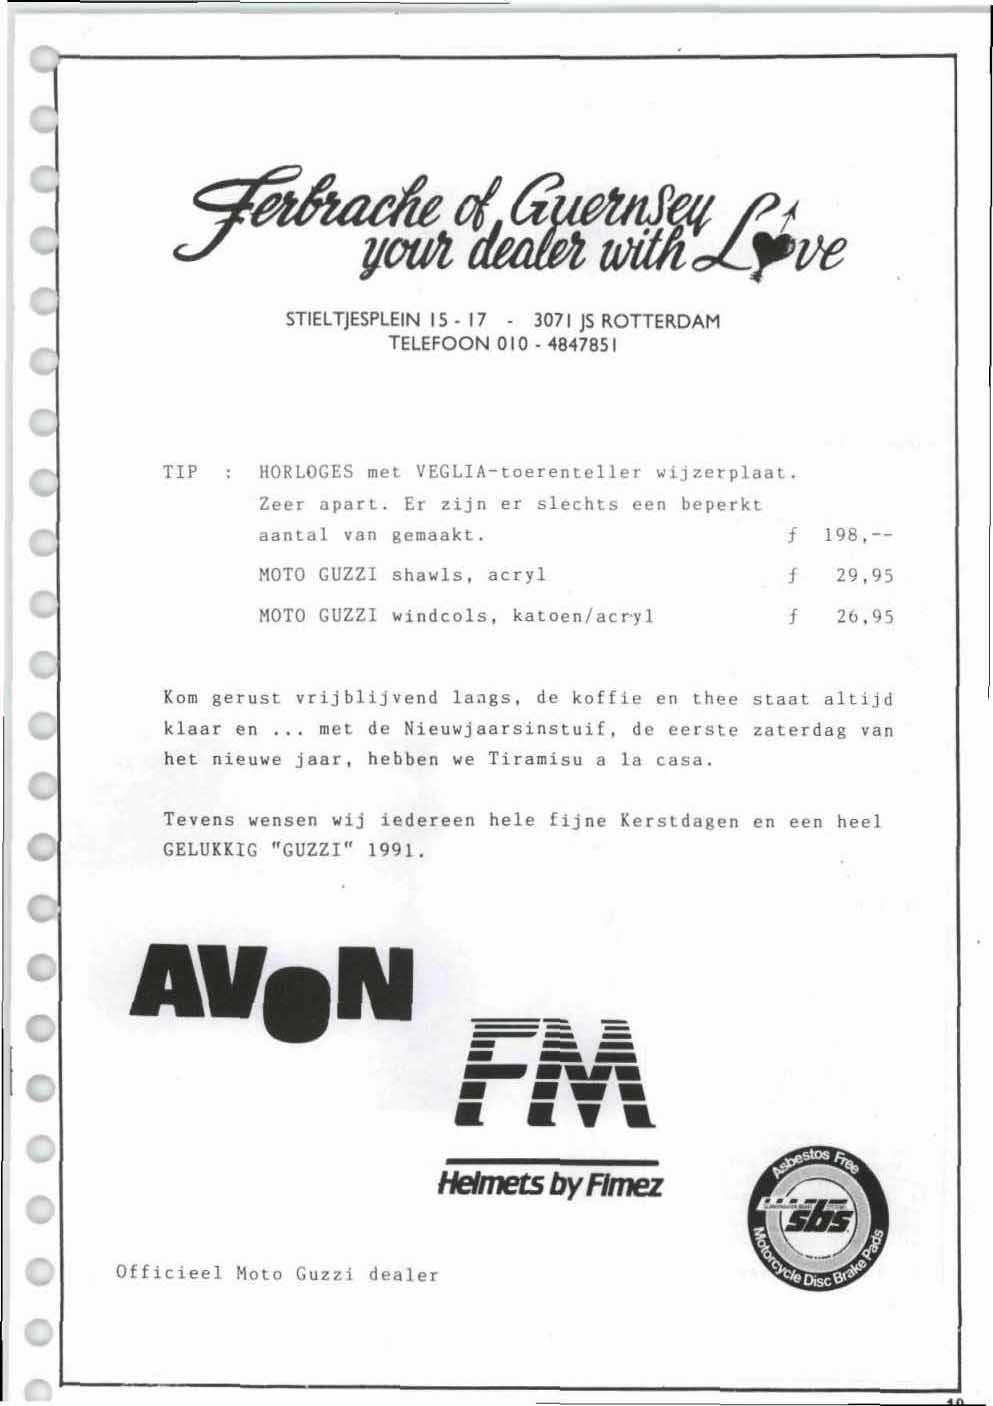 Ferbrache of Guernsey
your dealer with Love
STIELTJESPLEIN 15 - 17 - 3071 JS ROTTERDAM
TELEFOON 010 - 4847851
TIP : HORLOGES met VEGLIA-toerenteller wijzerplaat.
Zeer apart. Er zijn er slechts een beperkt
aantal van gemaakt. f 198,--
MOTO GUZZI shawls, acryl f 29,95
MOTO GUZZI windcols, katoen/acryl f 26,95
Kom gerust vrijblijvend langs, de koffie en thee staat altijd
klaar en ... met de Nieuwjaarsinstuif, de eerste zaterdag van
het nieuwe jaar, hebben we Tiramisu a la casa.
Tevens wensen wij iedereen hele fijne Kerstdagen en een heel
GELUKKIG "GUZZI" 1991.
AVON
FM
Helmets by Fimez
Asbestos Free
sbs
Motorcycle Disc Brake Pads
Officieel Moto Guzzi dealer